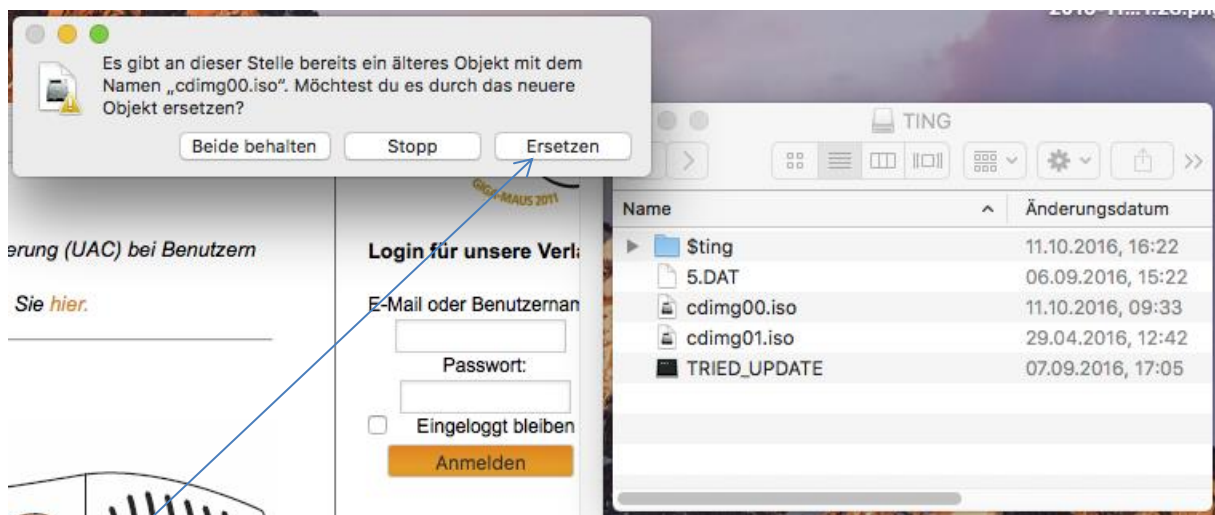 Es gibt an dieser Stelle bereits ein älteres Objekt mit dem
Namen „cdimg00.iso“. Möchtest du es durch das neuere
Objekt ersetzen?
Beide behalten
Stopp
Ersetzen
GIGA-MAUS 2011
erung (UAC) bei Benutzern
Sie hier.
Login für unsere Verla
E-Mail oder Benutzernam
Passwort:
Eingeloggt bleiben
Anmelden
TING
Name Änderungsdatum
$ting 11.10.2016, 16:22
5.DAT 06.09.2016, 15:22
cdimg00.iso 11.10.2016, 09:33
cdimg01.iso 29.04.2016, 12:42
TRIED_UPDATE 07.09.2016, 17:05